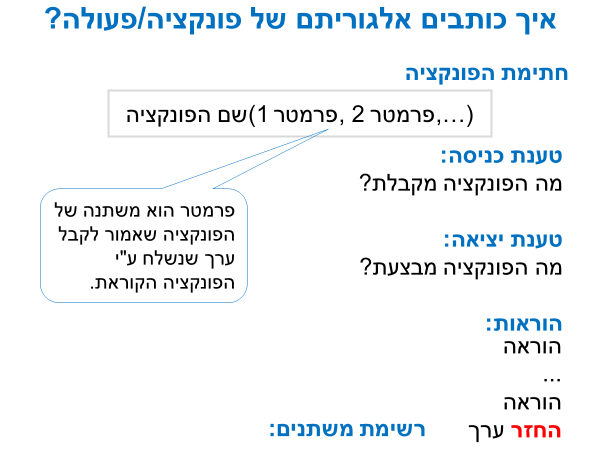 איך כותבים אלגוריתם של פונקציה/פעולה?
חתימת הפונקציה
שם הפונקציה(פרמטר 1, פרמטר 2,...)
טענת כניסה:
מה הפונקציה מקבלת?
פרמטר הוא משתנה של
הפונקציה שאמור לקבל
ערך שנשלח ע"י
הפונקציה הקוראת.
טענת יציאה:
מה הפונקציה מבצעת?
הוראות:
הוראה
...
הוראה
החזר ערך
רשימת משתנים: